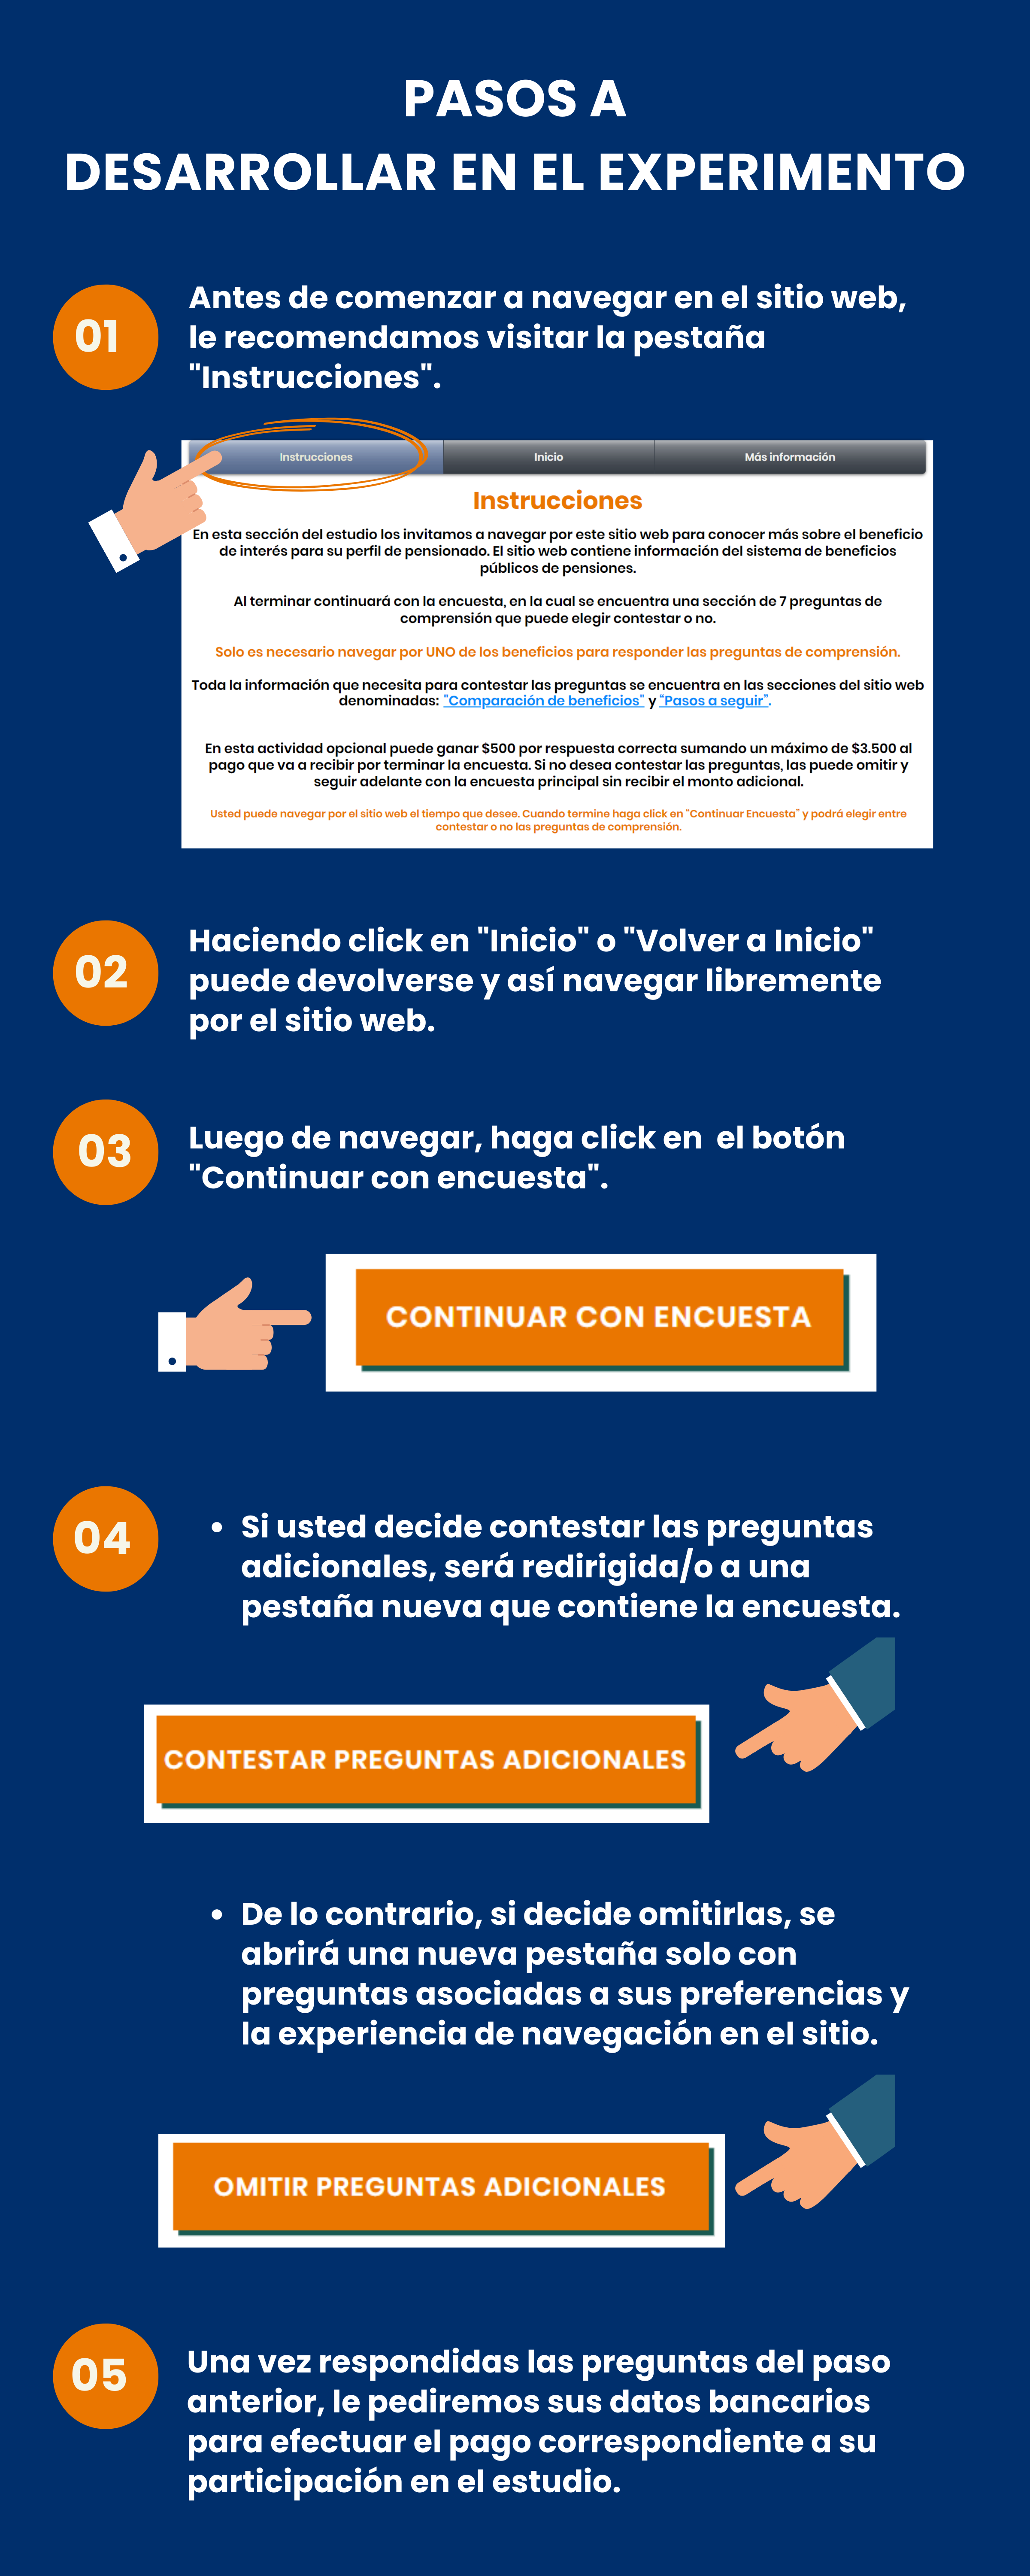 PASOS A
DESARROLLAR EN EL EXPERIMENTO
01
Antes de comenzar a navegar en el sitio web,
le recomendamos visitar la pestaña
"Instrucciones".
Instrucciones
Inicio
Más información
Instrucciones
En esta sección del estudio los invitamos a navegar por este sitio web para conocer más sobre el beneficio
de interés para su perfil de pensionado. El sitio web contiene información del sistema de beneficios
públicos de pensiones.
Al terminar continuará con la encuesta, en la cual se encuentra una sección de 7 preguntas de
comprensión que puede elegir contestar o no.
Solo es necesario navegar por UNO de los beneficios para responder las preguntas de comprensión.
Toda la información que necesita para contestar las preguntas se encuentra en las secciones del sitio web
denominadas: "Comparación de beneficios" y "Pasos a seguir".
En esta actividad opcional puede ganar $500 por respuesta correcta sumando un máximo de $3.500 al
pago que va a recibir por terminar la encuesta. Si no desea contestar las preguntas, las puede omitir y
seguir adelante con la encuesta principal sin recibir el monto adicional.
Usted puede navegar por el sitio web el tiempo que desee. Cuando termine haga click en "Continuar Encuesta" y podrá elegir entre
contestar o no las preguntas de comprensión.
02
Haciendo click en "Inicio" o "Volver a Inicio"
puede devolverse y así navegar libremente
por el sitio web.
03
Luego de navegar, haga click en el botón
"Continuar con encuesta".
CONTINUAR CON ENCUESTA
04
• Si usted decide contestar las preguntas
adicionales, será redirigida/o a una
pestaña nueva que contiene la encuesta.
CONTESTAR PREGUNTAS ADICIONALES
• De lo contrario, si decide omitirlas, se
abrirá una nueva pestaña solo con
preguntas asociadas a sus preferencias y
la experiencia de navegación en el sitio.
OMITIR PREGUNTAS ADICIONALES
05
Una vez respondidas las preguntas del paso
anterior, le pediremos sus datos bancarios
para efectuar el pago correspondiente a su
participación en el estudio.